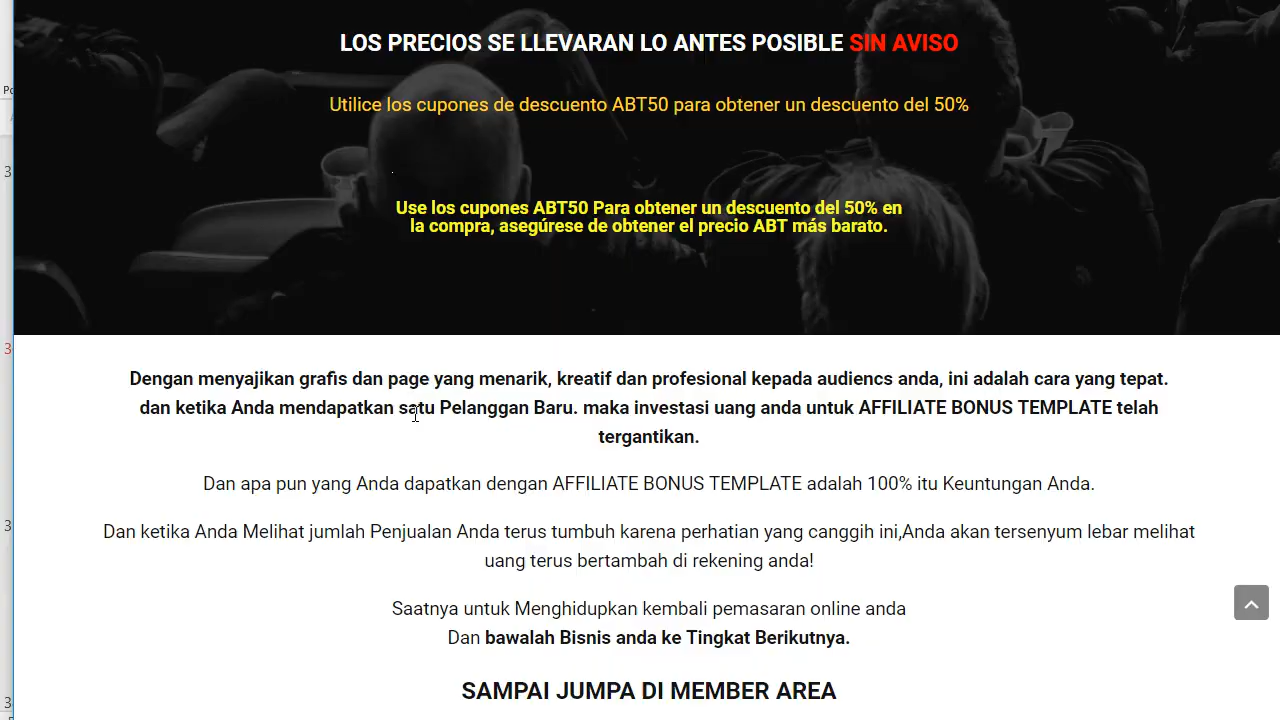 LOS PRECIOS SE LLEVARAN LO ANTES POSIBLE SIN AVISO
Utilice los cupones de descuento ABT50 para obtener un descuento del 50%
Use los cupones ABT50 Para obtener un descuento del 50% en
la compra, asegúrese de obtener el precio ABT más barato.
Dengan menyajikan grafis dan page yang menarik, kreatif dan profesional kepada audiencs anda, ini adalah cara yang tepat.
dan ketika Anda mendapatkan satu Pelanggan Baru. maka investasi uang anda untuk AFFILIATE BONUS TEMPLATE telah
tergantikan.
Dan apa pun yang Anda dapatkan dengan AFFILIATE BONUS TEMPLATE adalah 100% itu Keuntungan Anda.
Dan ketika Anda Melihat jumlah Penjualan Anda terus tumbuh karena perhatian yang canggih ini,Anda akan tersenyum lebar melihat
uang terus bertambah di rekening anda!
Saatnya untuk Menghidupkan kembali pemasaran online anda
Dan bawalah Bisnis anda ke Tingkat Berikutnya.
SAMPAI JUMPA DI MEMBER AREA